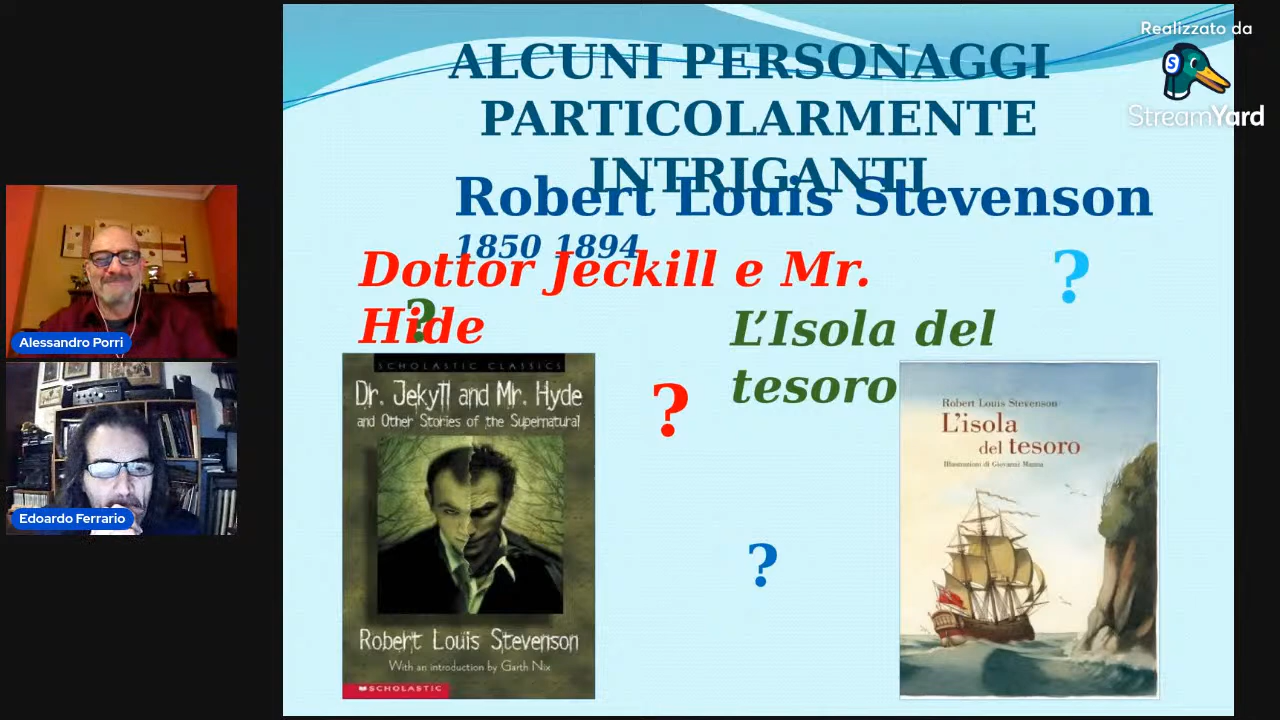 Realizzato da
StreamYard
ALCUNI PERSONAGGI
PARTICOLARMENTE
INTRIGANTI
Robert Louis Stevenson
1850 1894
Dottor Jeckill e Mr.
Hide
?
?
L’Isola del
tesoro
?
?
SCHOLASTIC CLASSICS
Dr. Jekyll and Mr. Hyde
and Other Stories of the Supernatural
Robert Louis Stevenson
With an introduction by Garth Nix
SCHOLASTIC
Robert Louis Stevenson
L'isola
del tesoro
Illustrazioni di Giovanni Manna
Alessandro Porri
Edoardo Ferrario